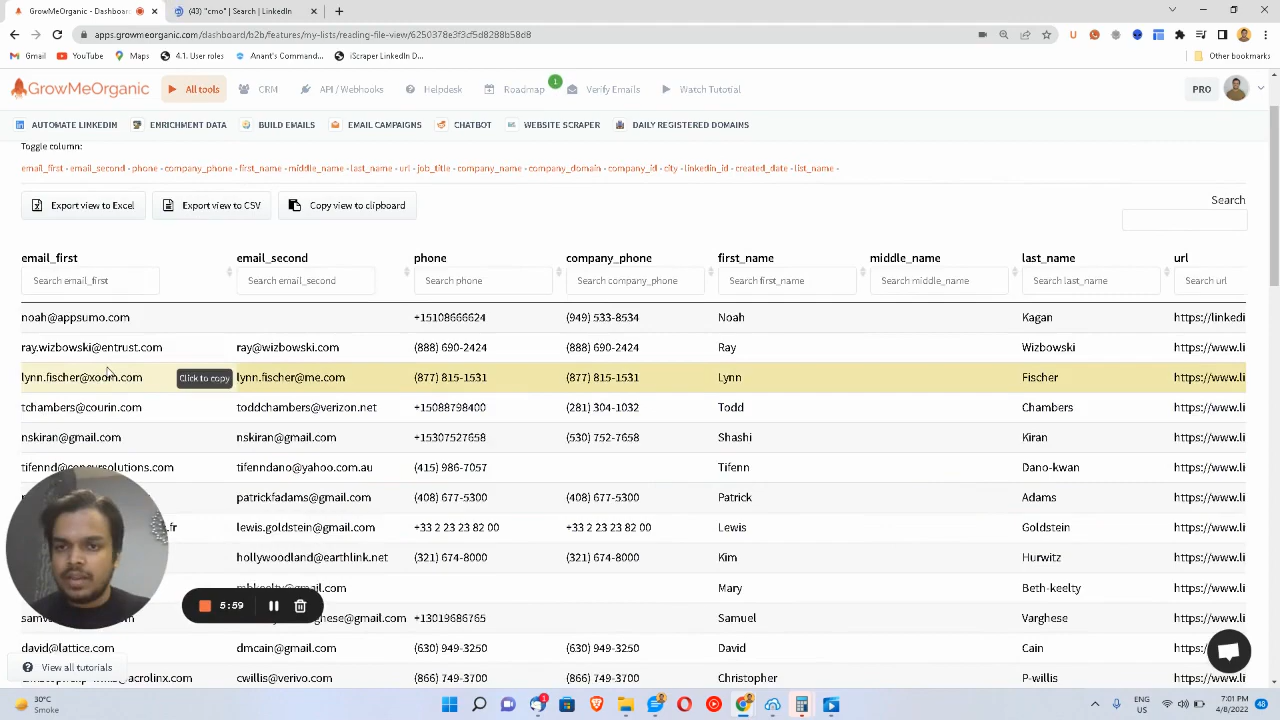 GrowMeOrganic - Dashboard
(43) "cmo" | Search | LinkedIn
apps.growmeorganic.com/dashboard/b2b/features/my-lists/reading-file-view/6250378e3f3cf5d8288b58d8
Gmail YouTube Maps 4.1. User roles Anant's Command... iScraper LinkedIn D... Other bookmarks
GrowMeOrganic All tools CRM API / Webhooks Helpdesk Roadmap 1 Verify Emails Watch Tutorial PRO
AUTOMATE LINKEDIN ENRICHMENT DATA BUILD EMAILS EMAIL CAMPAIGNS CHATBOT WEBSITE SCRAPER DAILY REGISTERED DOMAINS
Toggle column:
email_first - email_second - phone - company_phone - first_name - middle_name - last_name - url - job_title - company_name - company_domain - company_id - city - linkedin_id - created_date - list_name -
Export view to Excel Export view to CSV Copy view to clipboard Search
email_first email_second phone company_phone first_name middle_name last_name url
Search email_first Search email_second Search phone Search company_phone Search first_name Search middle_name Search last_name Search url
noah@appsumo.com +15108666624 (949) 533-8534 Noah Kagan https://linkedi
ray.wizbowski@entrust.com ray@wizbowski.com (888) 690-2424 (888) 690-2424 Ray Wizbowski https://www.li
lynn.fischer@xoom.com Click to copy lynn.fischer@me.com (877) 815-1531 (877) 815-1531 Lynn Fischer https://www.li
tchambers@courin.com toddchambers@verizon.net +15088798400 (281) 304-1032 Todd Chambers https://www.li
nskiran@gmail.com nskiran@gmail.com +15307527658 (530) 752-7658 Shashi Kiran https://www.li
tifennd@concursolutions.com tifenndano@yahoo.com.au (415) 986-7057 Tifenn Dano-kwan https://www.li
patrickfadams@gmail.com (408) 677-5300 (408) 677-5300 Patrick Adams https://www.li
.fr lewis.goldstein@gmail.com +33 2 23 23 82 00 +33 2 23 23 82 00 Lewis Goldstein https://www.li
hollywoodland@earthlink.net (321) 674-8000 (321) 674-8000 Kim Hurwitz https://www.li
Mary Beth-keelty https://www.li
+13019686765 Samuel Varghese https://www.li
david@lattice.com dmcain@gmail.com (630) 949-3250 (630) 949-3250 David Cain https://www.li
cwillis@verivo.com (866) 749-3700 (866) 749-3700 Christopher P-willis https://www.li
5:59
View all tutorials
30°C
Smoke
ENG
US
7:01 PM
4/8/2022
48